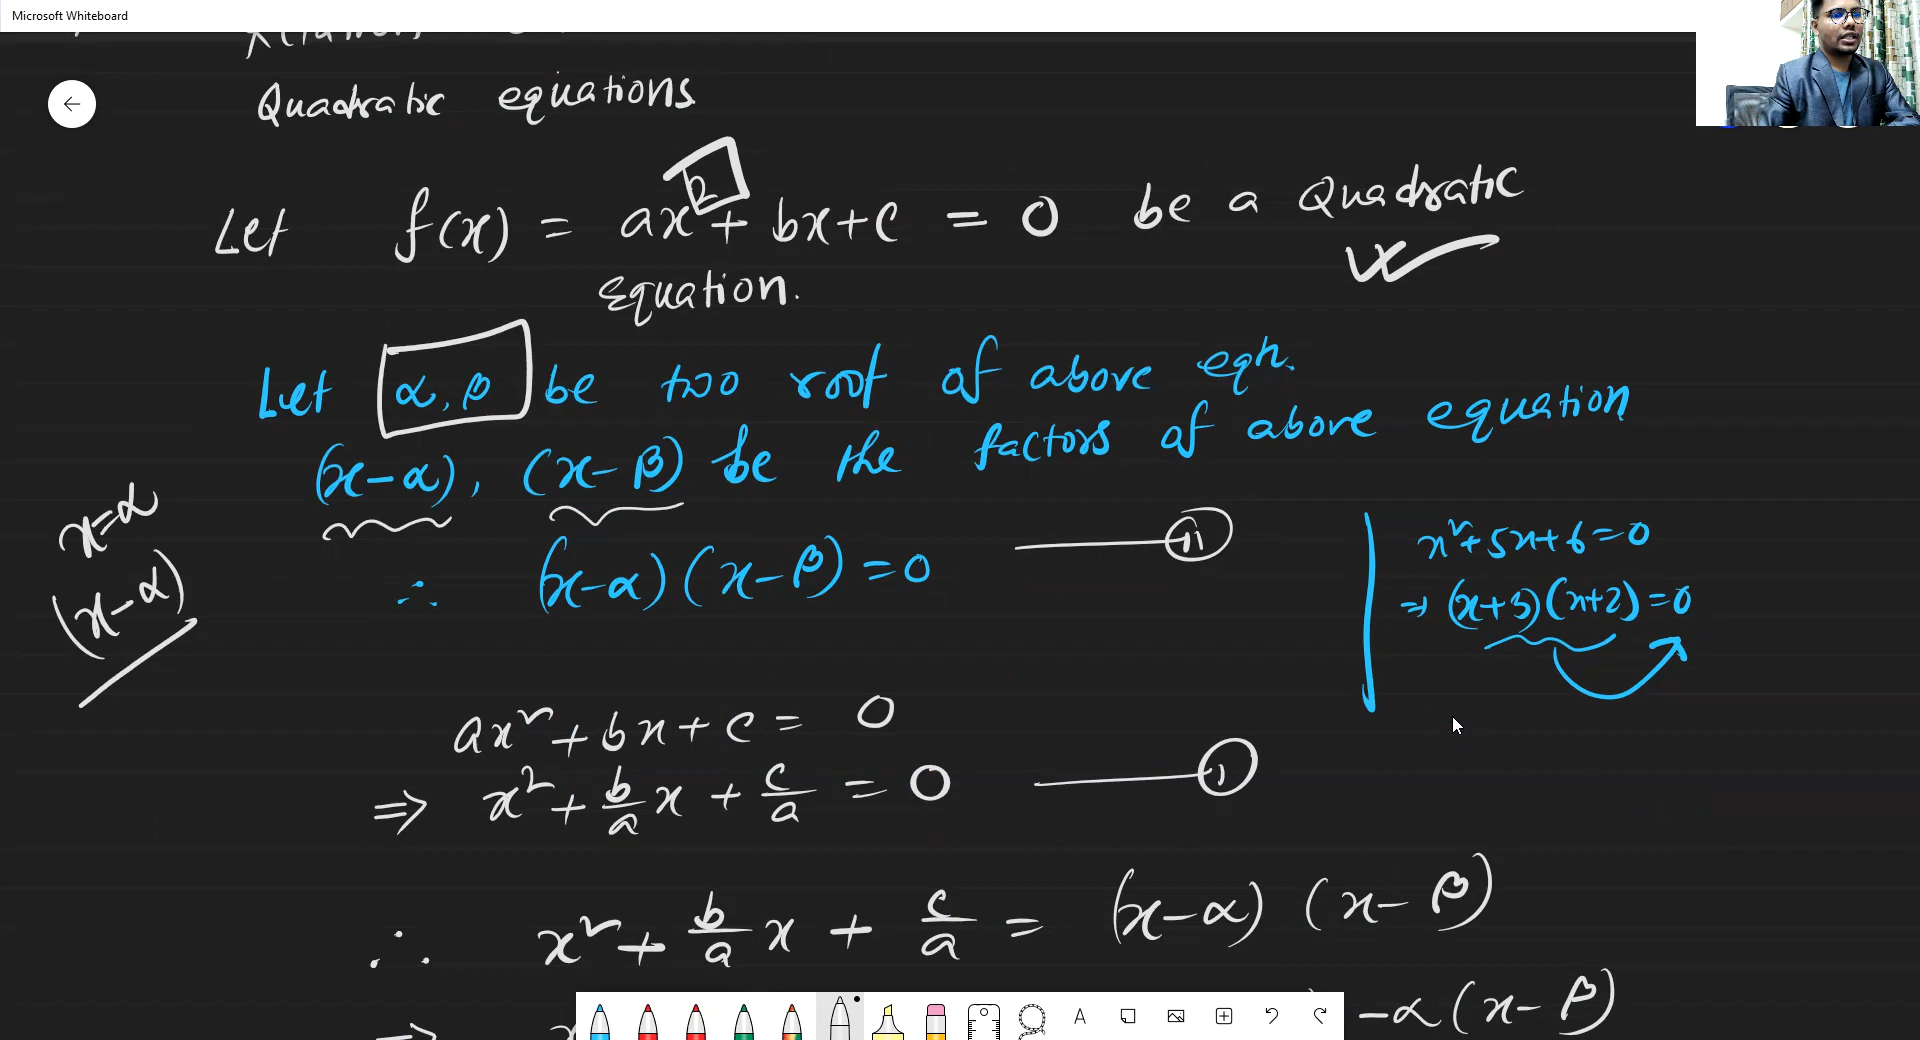 Microsoft Whiteboard
Quadratic equations
Let f(x) = ax² + bx + c = 0 be a Quadratic
Equation.
Let α, β be two root of above eqn.
(x-α), (x-β) be the factors of above equation
x=α
(x-α)
∴ (x-α)(x-β)=0 (11)
x²+5x+6=0
⇒ (x+3)(x+2)=0
ax²+bx+c = 0
⇒ x² + b/a x + c/a = 0 (1)
∴ x² + b/a x + c/a = (x-α) (x-β)
⇒ -α(x-β)